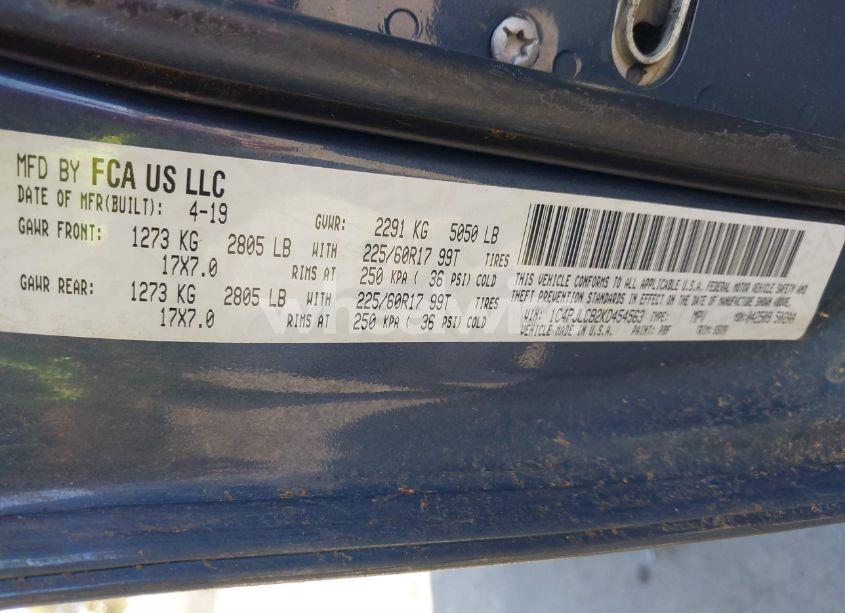 MFD BY FCA US LLC
DATE OF MFR(BUILT): 4-19 GVWR: 2291 KG 5050 LB
GAWR FRONT: 1273 KG 2805 LB WITH 225/60R17 99T TIRES
17X7.0 RIMS AT 250 KPA ( 36 PSI) COLD
GAWR REAR: 1273 KG 2805 LB WITH 225/60R17 99T TIRES
17X7.0 RIMS AT 250 KPA ( 36 PSI) COLD
THIS VEHICLE CONFORMS TO ALL APPLICABLE U.S.A. FEDERAL MOTOR VEHICLE SAFETY AND
THEFT PREVENTION STANDARDS IN EFFECT ON THE DATE OF MANUFACTURE SHOWN ABOVE.
VIN: 1C4PJLCB2KD454563 TYPE: MPV MDH:
VEHICLE MADE IN U.S.A. PAINT: PBF TRIM: